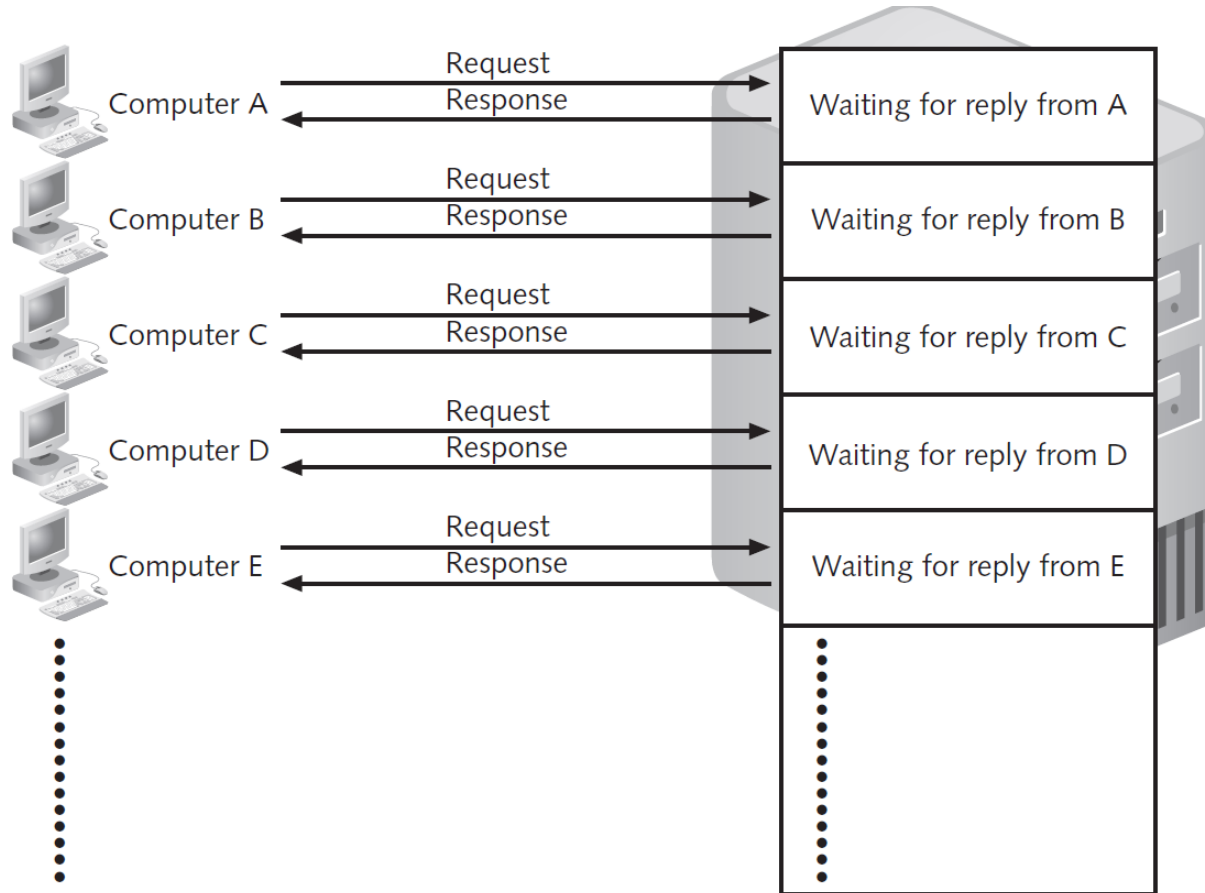 Request
Computer A
Response
Waiting for reply from A
Request
Computer B
Response
Waiting for reply from B
Request
Computer C
Response
Waiting for reply from C
Request
Computer D
Response
Waiting for reply from D
Request
Computer E
Response
Waiting for reply from E